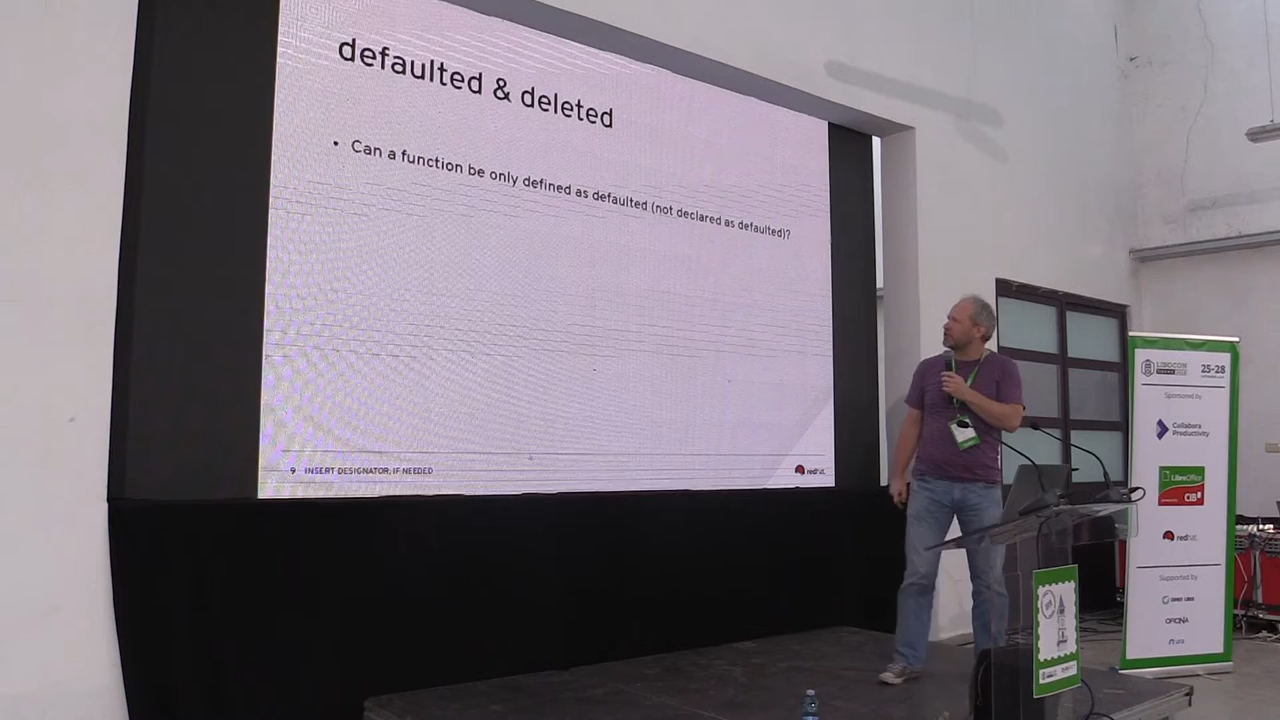 defaulted & deleted
• Can a function be only defined as defaulted (not declared as defaulted)?
9 INSERT DESIGNATOR, IF NEEDED
redhat.
25-28
Sponsored by
Collabora
Productivity
LibreOffice
CIB
redhat.
Supported by